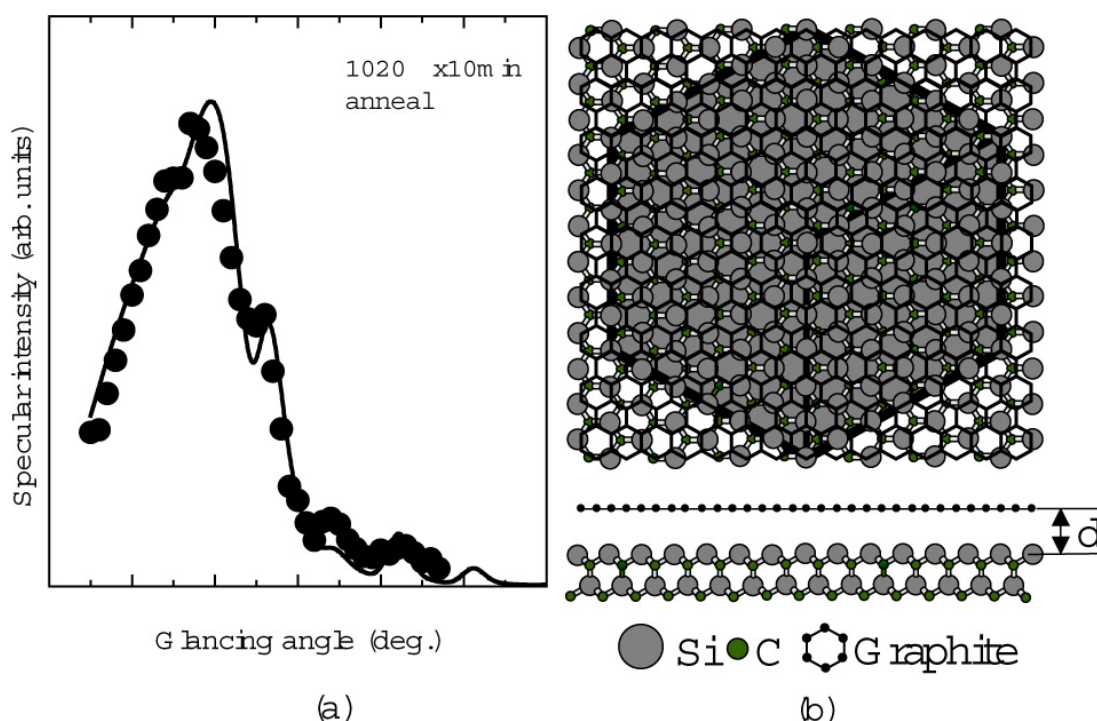 1020 x10min
anneal
Specular intensity (arb. units)
Glancing angle (deg.)
(a)
d
Si C Graphite
(b)